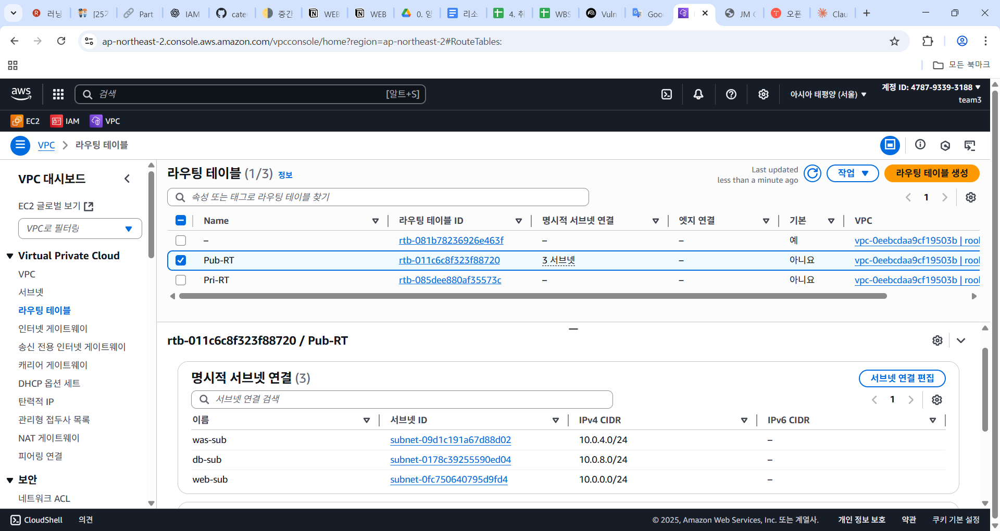 러닝
[25기
Part
IAM
cate
중간
WEB
WEB
0. 양
리소
4. 취
WBS
Vuln
Goo
JM
오픈
Clau
ap-northeast-2.console.aws.amazon.com/vpcconsole/home?region=ap-northeast-2#RouteTables:
모든 북마크
aws
검색
[알트+S]
아시아 태평양 (서울)
계정 ID: 4787-9339-3188
team3
EC2
IAM
VPC
VPC
라우팅 테이블
VPC 대시보드
EC2 글로벌 보기
VPC로 필터링
Virtual Private Cloud
VPC
서브넷
라우팅 테이블
인터넷 게이트웨이
송신 전용 인터넷 게이트웨이
캐리어 게이트웨이
DHCP 옵션 세트
탄력적 IP
관리형 접두사 목록
NAT 게이트웨이
피어링 연결
보안
네트워크 ACL
라우팅 테이블 (1/3) 정보
Last updated
less than a minute ago
작업
라우팅 테이블 생성
속성 또는 태그로 라우팅 테이블 찾기
1
Name 라우팅 테이블 ID 명시적 서브넷 연결 엣지 연결 기본 VPC
– rtb-081b78236926e463f – – 예 vpc-0eebcdaa9cf19503b | rool
Pub-RT rtb-011c6c8f323f88720 3 서브넷 – 아니요 vpc-0eebcdaa9cf19503b | rool
Pri-RT rtb-085dee880af35573c – – 아니요 vpc-0eebcdaa9cf19503b | rool
rtb-011c6c8f323f88720 / Pub-RT
명시적 서브넷 연결 (3)
서브넷 연결 편집
서브넷 연결 검색
1
이름 서브넷 ID IPv4 CIDR IPv6 CIDR
was-sub subnet-09d1c191a67d88d02 10.0.4.0/24 –
db-sub subnet-0178c39255590ed04 10.0.8.0/24 –
web-sub subnet-0fc750640795d9fd4 10.0.0.0/24 –
CloudShell
의견
© 2025, Amazon Web Services, Inc. 또는 계열사.
개인 정보 보호
약관
쿠키 기본 설정